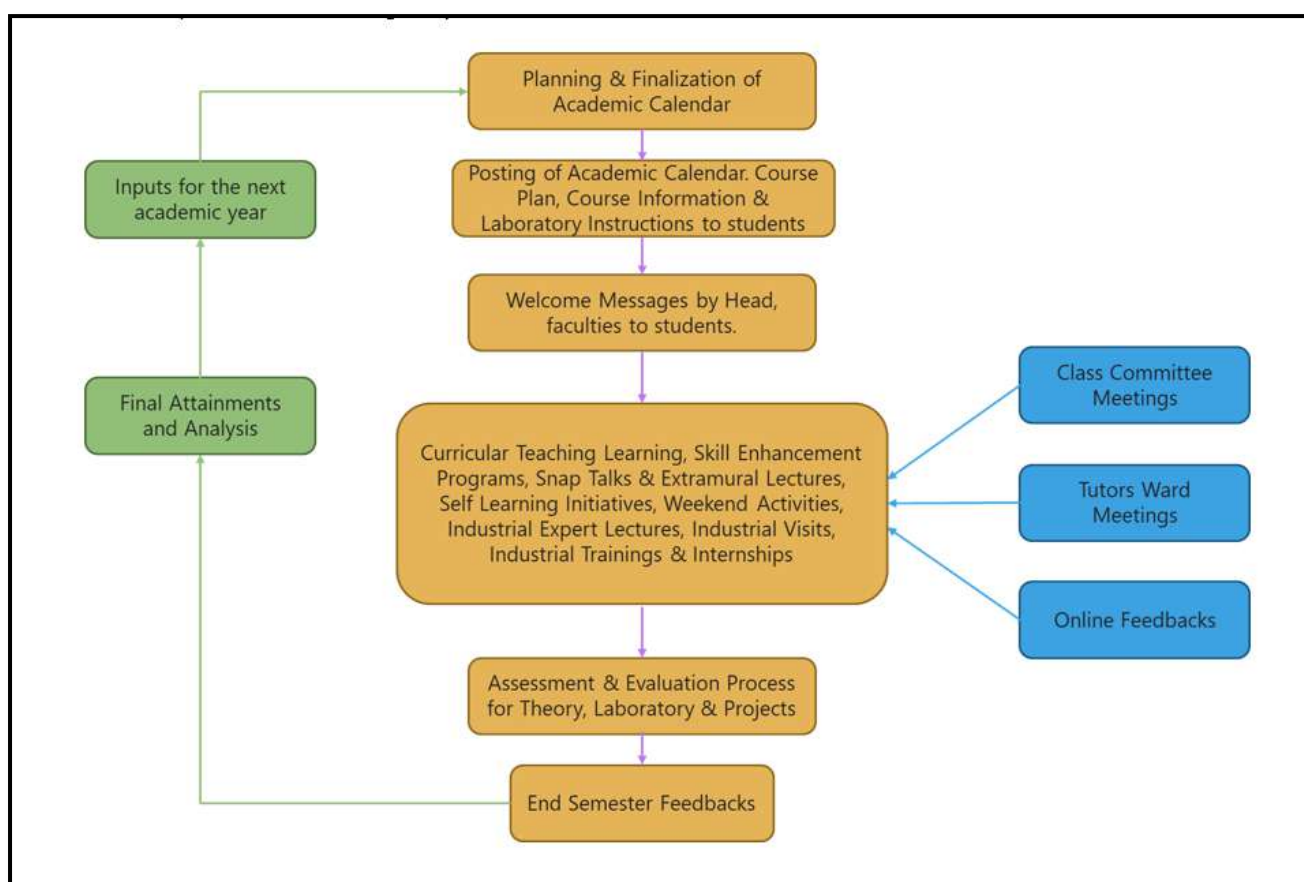 Planning & Finalization of
Academic Calendar
Posting of Academic Calendar. Course
Plan, Course Information &
Laboratory Instructions to students
Inputs for the next
academic year
Welcome Messages by Head,
faculties to students.
Class Committee
Meetings
Final Attainments
and Analysis
Curricular Teaching Learning, Skill Enhancement
Programs, Snap Talks & Extramural Lectures,
Self Learning Initiatives, Weekend Activities,
Industrial Expert Lectures, Industrial Visits,
Industrial Trainings & Internships
Tutors Ward
Meetings
Online Feedbacks
Assessment & Evaluation Process
for Theory, Laboratory & Projects
End Semester Feedbacks